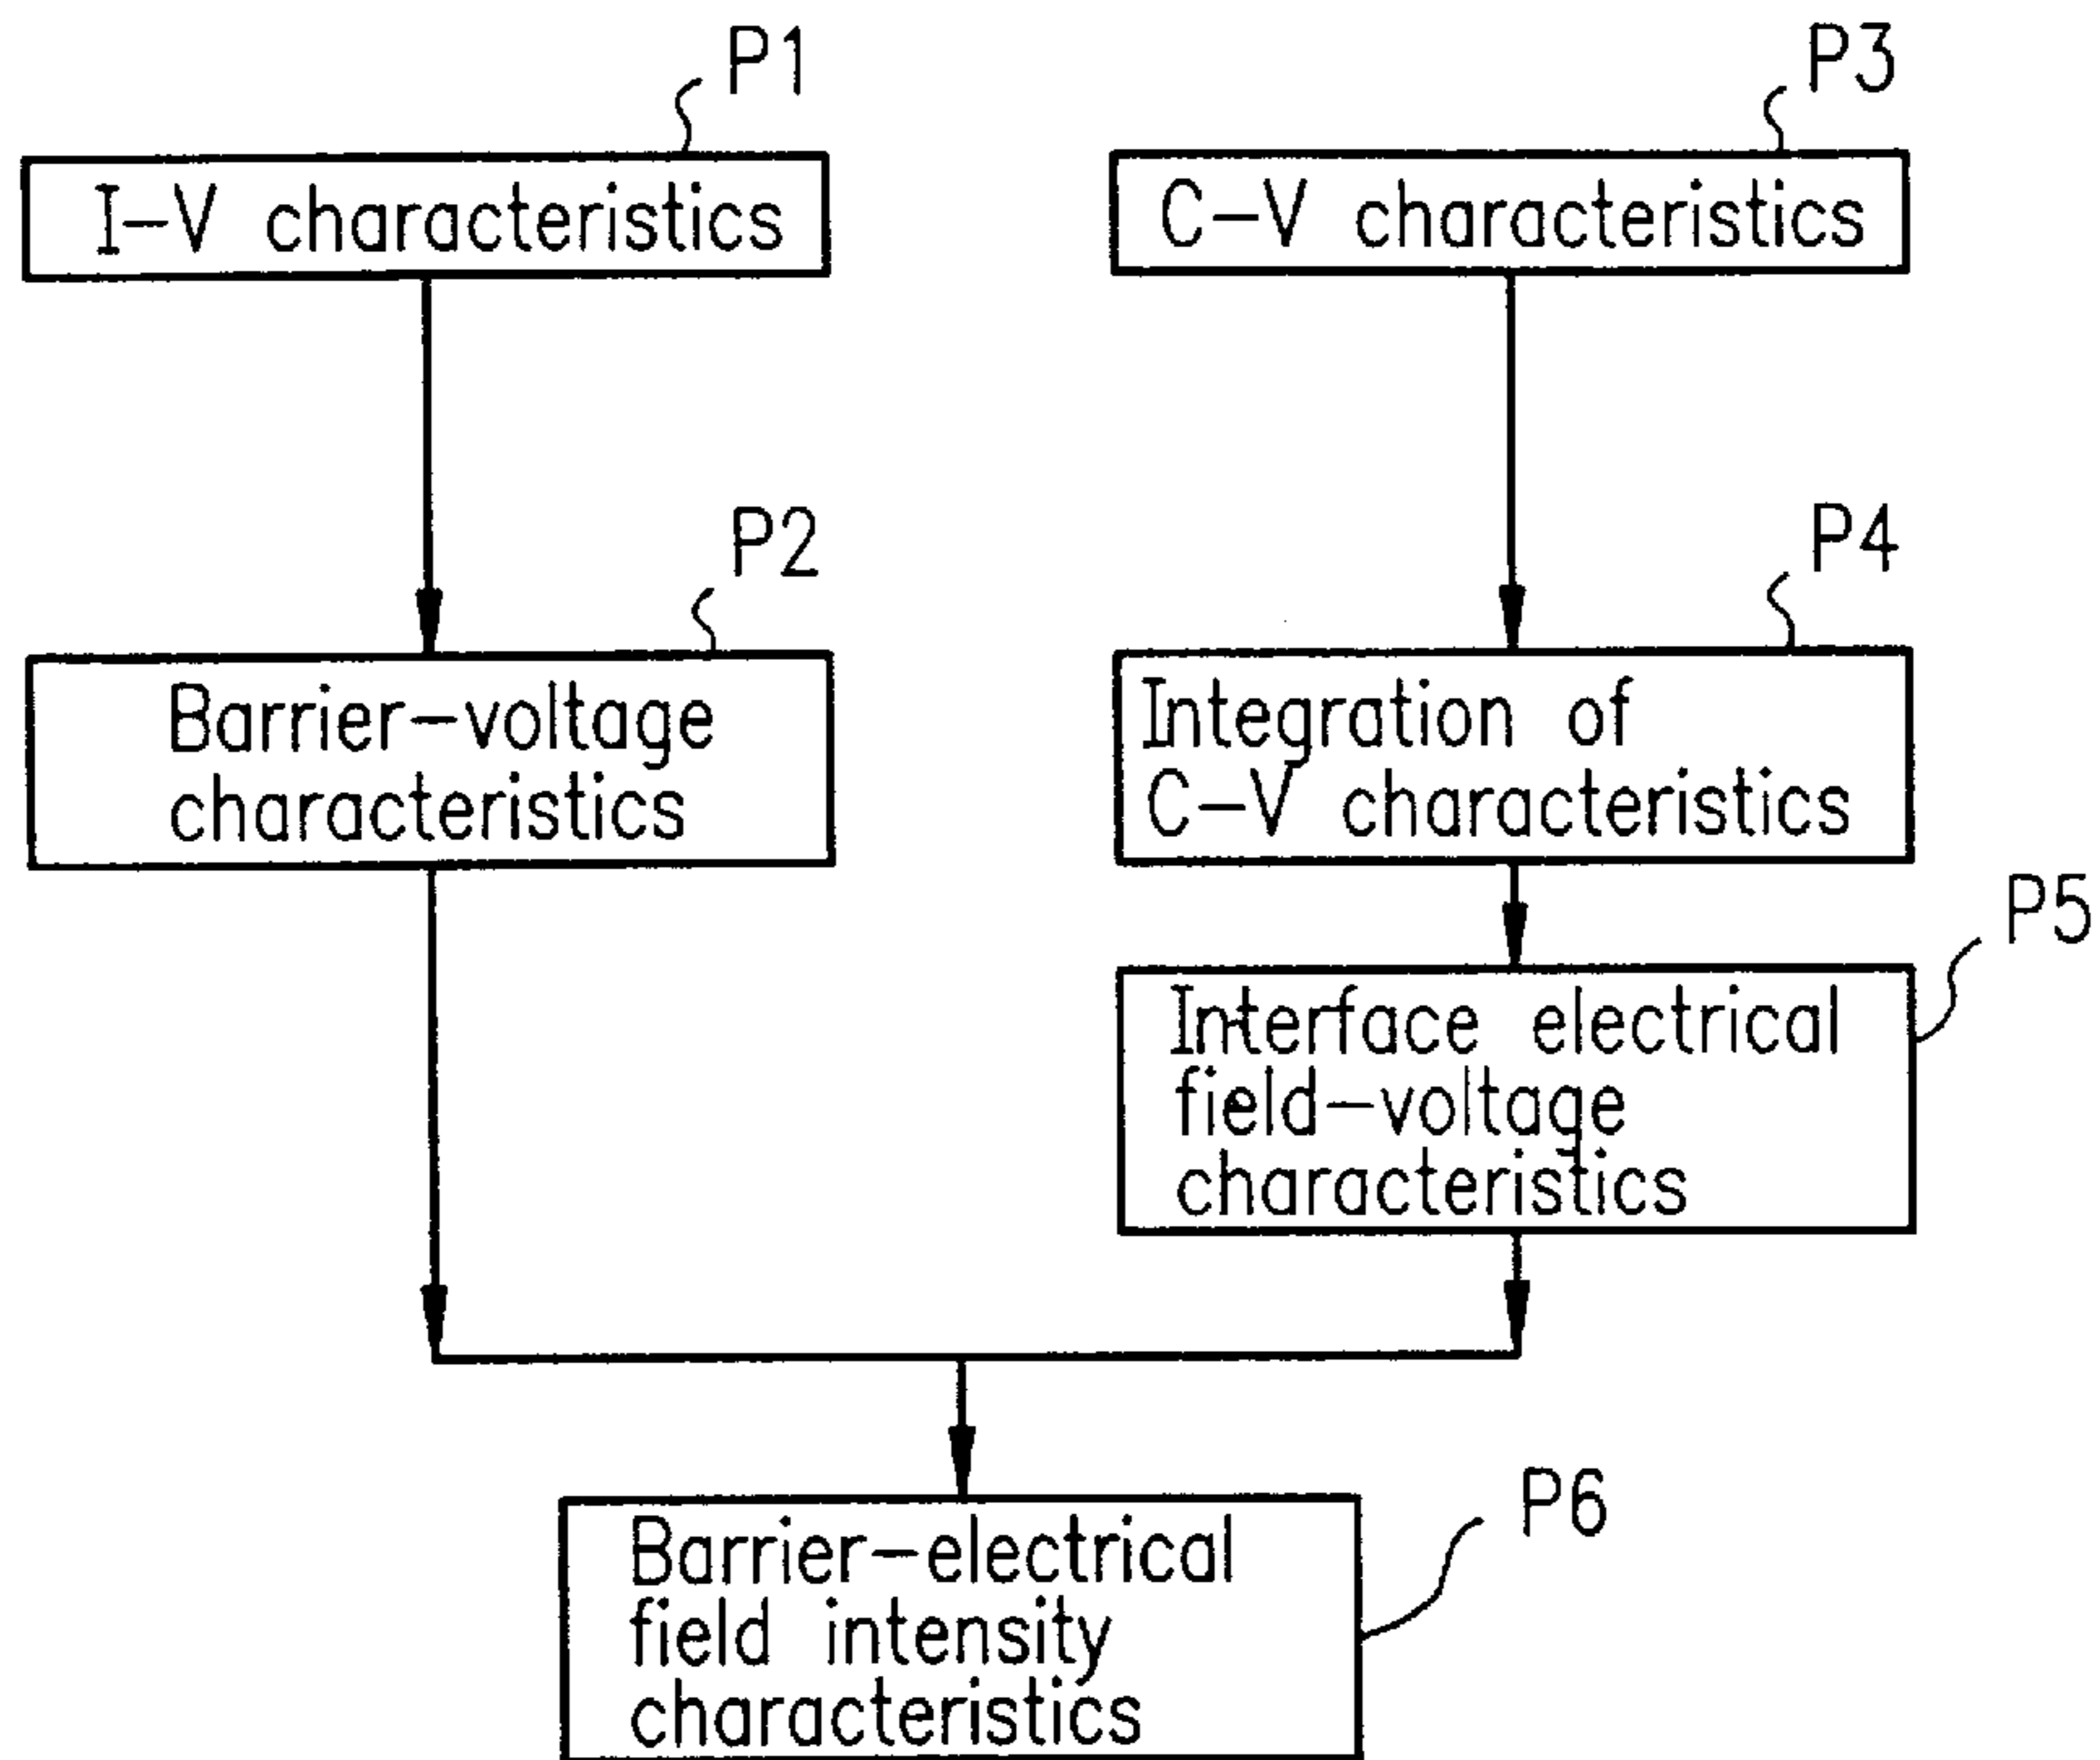 P1
I-V characteristics
P3
C-V characteristics
P2
Barrier-voltage
characteristics
P4
Integration of
C-V characteristics
P5
Interface electrical
field-voltage
characteristics
P6
Barrier-electrical
field intensity
characteristics